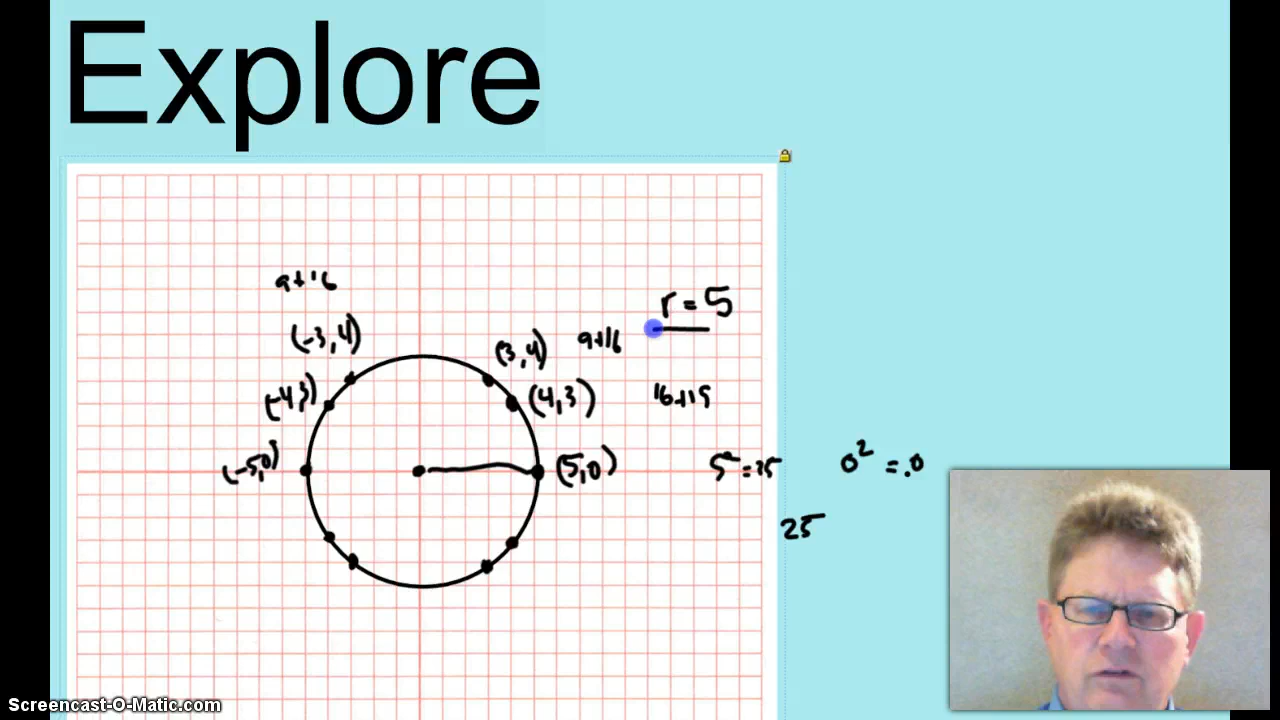 Explore
9+16
r = 5
(-3,4)
(3,4)
9+16
(-4,3)
(4,3)
16+19
(-5,0)
(5,0)
5² = 25
0² = .0
25
Screencast-O-Matic.com